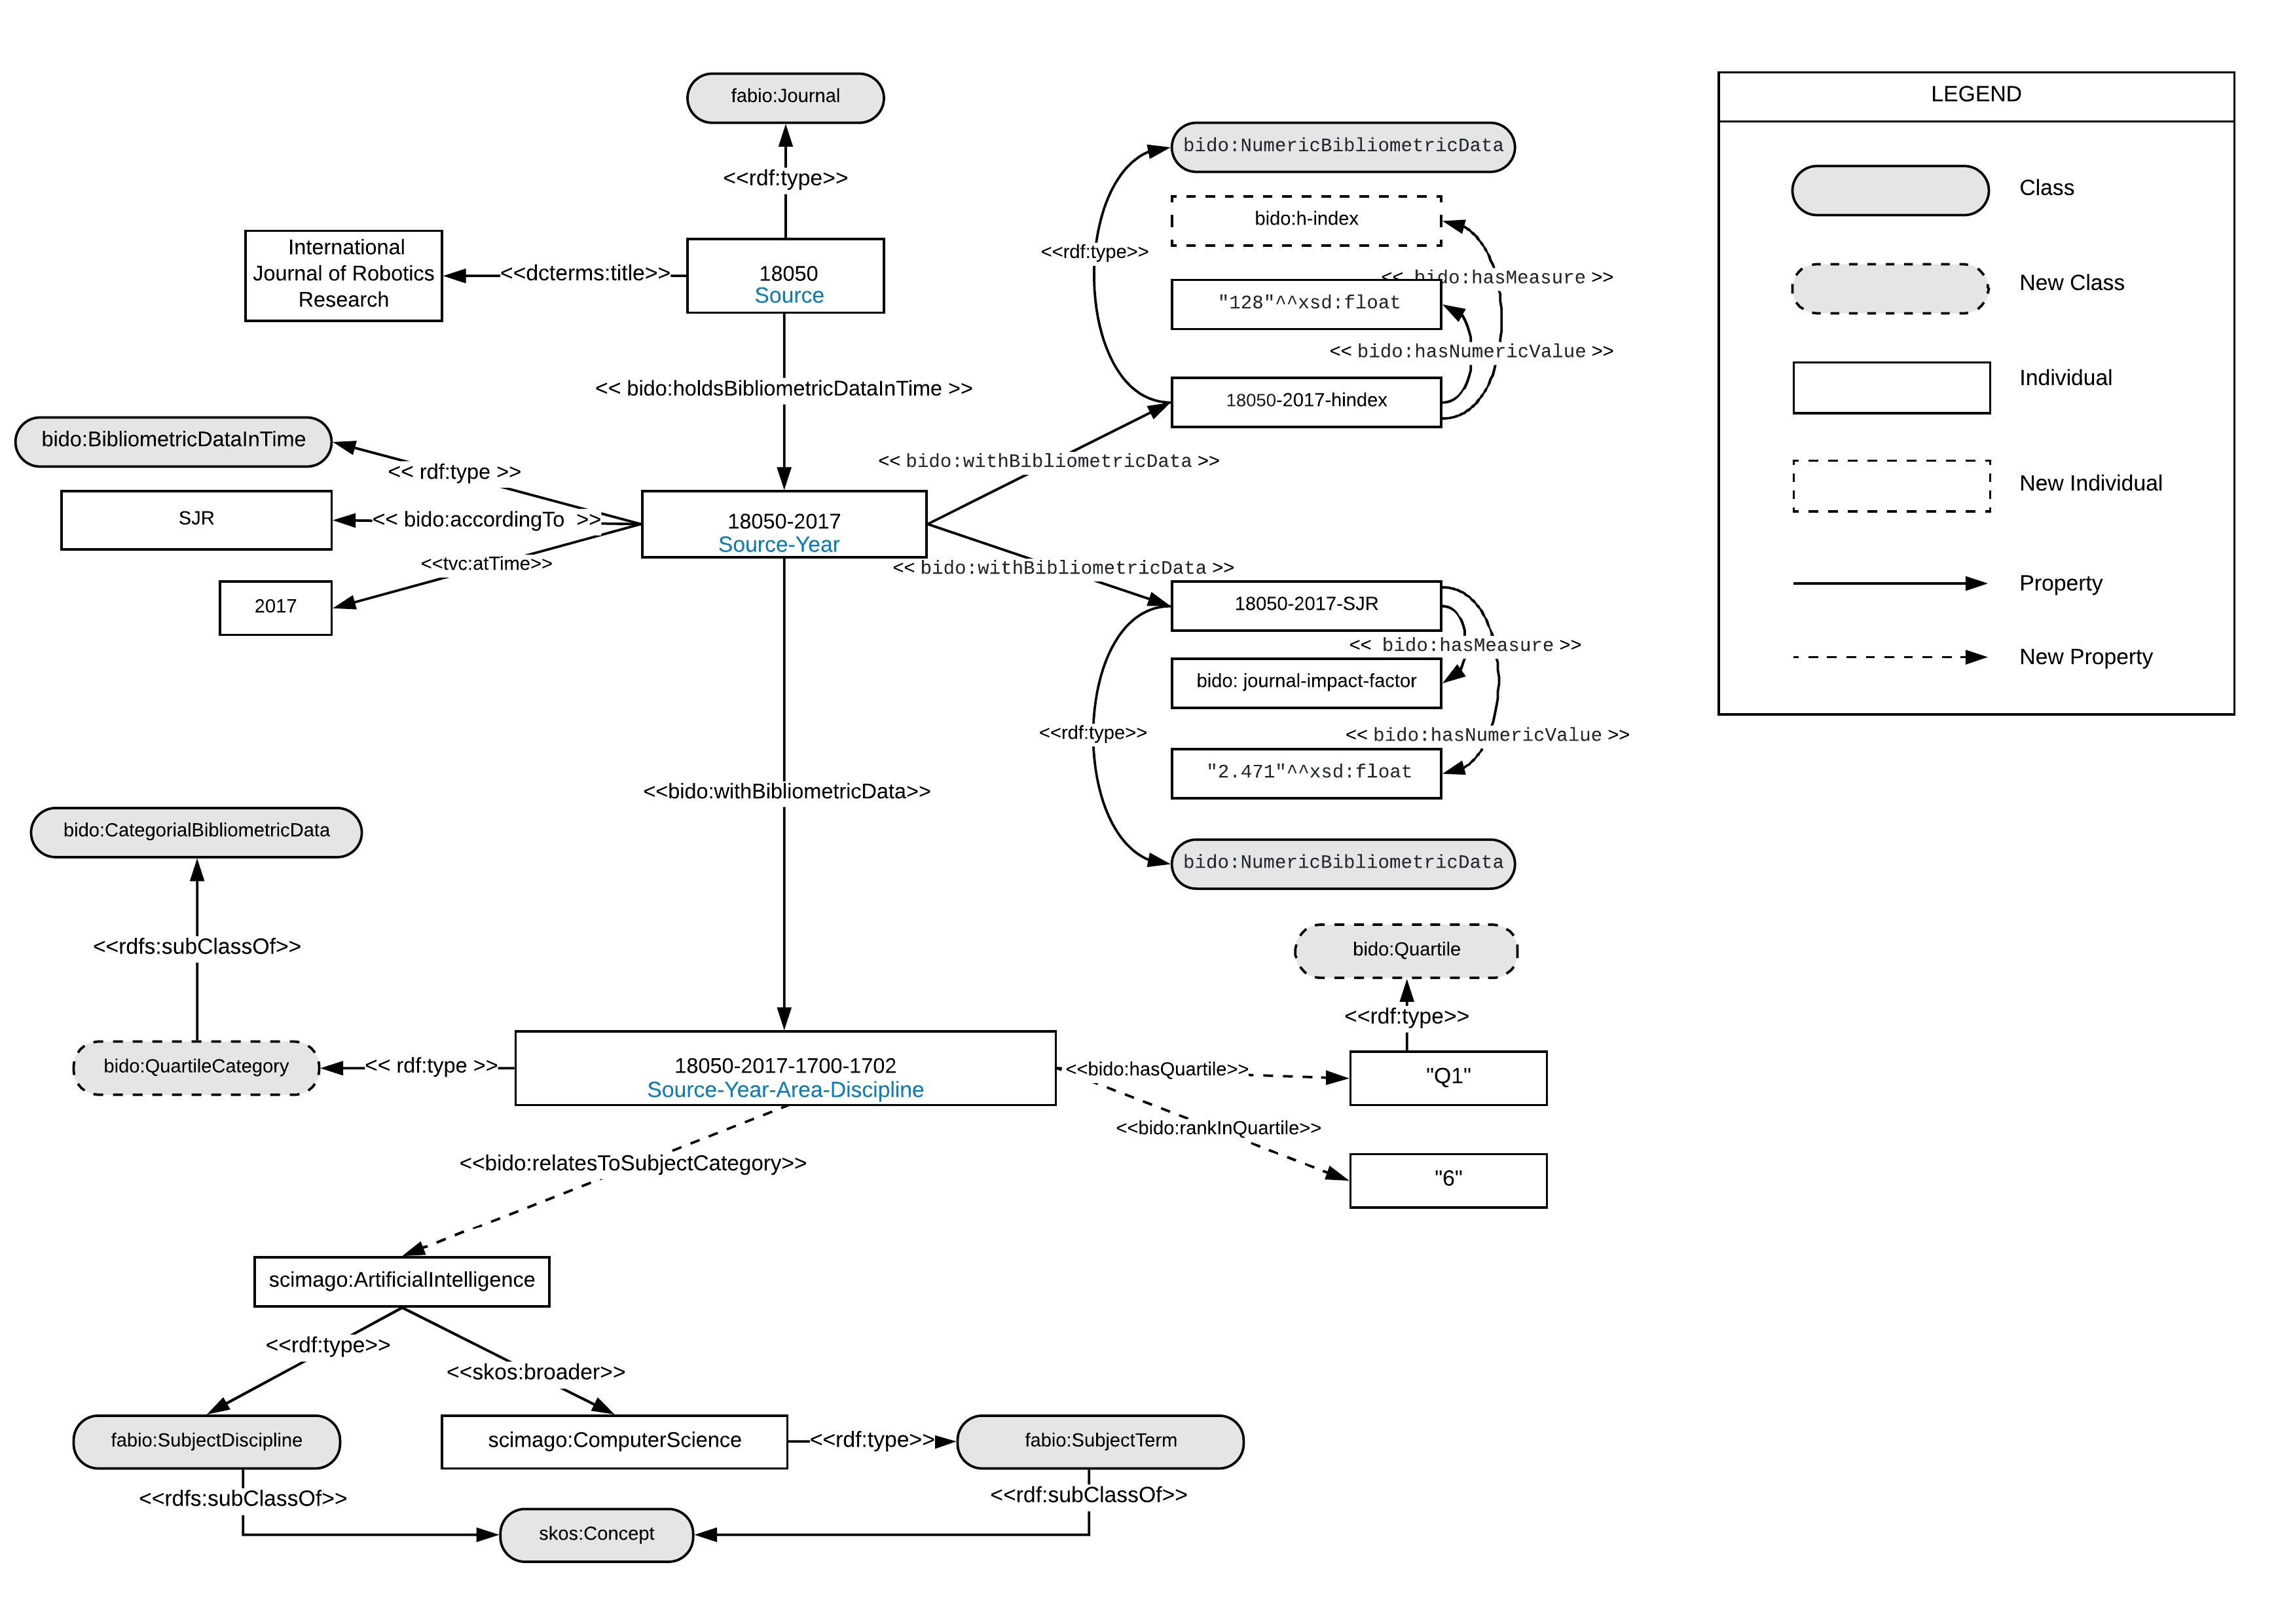 fabio:Journal
<<rdf:type>>
International
Journal of Robotics
Research
<<dcterms:title>>
18050
Source
<< bido:holdsBibliometricDataInTime >>
bido:BibliometricDataInTime
<< rdf:type >>
SJR
<< bido:accordingTo >>
2017
<<tvc:atTime>>
18050-2017
Source-Year
bido:NumericBibliometricData
bido:h-index
<<rdf:type>>
<< bido:hasMeasure >>
"128"^^xsd:float
<< bido:hasNumericValue >>
18050-2017-hindex
<< bido:withBibliometricData >>
<< bido:withBibliometricData >>
18050-2017-SJR
<< bido:hasMeasure >>
bido: journal-impact-factor
<<rdf:type>>
<< bido:hasNumericValue >>
"2.471"^^xsd:float
bido:NumericBibliometricData
<<bido:withBibliometricData>>
bido:CategorialBibliometricData
<<rdfs:subClassOf>>
bido:QuartileCategory
<< rdf:type >>
18050-2017-1700-1702
Source-Year-Area-Discipline
bido:Quartile
<<rdf:type>>
<<bido:hasQuartile>>
"Q1"
<<bido:rankInQuartile>>
"6"
<<bido:relatesToSubjectCategory>>
scimago:ArtificialIntelligence
<<rdf:type>>
<<skos:broader>>
fabio:SubjectDiscipline
scimago:ComputerScience
<<rdf:type>>
fabio:SubjectTerm
<<rdfs:subClassOf>>
<<rdf:subClassOf>>
skos:Concept
LEGEND
Class
New Class
Individual
New Individual
Property
New Property